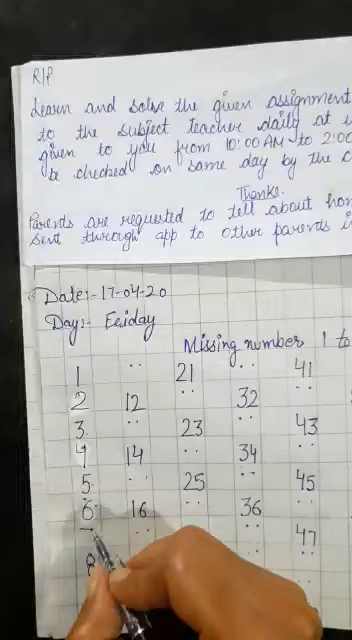 R/P
Learn and solve the given assignment
to the subject teacher daily at
given to you from 10:00 AM to 2:00
be checked on same day by the
Thanks.
Parents are requested to tell about
sent through app to other parents
Date:- 17-04-20
Day:- Friday
Missing number 1 to
1 .. 21 .. 41
2 12 .. 32 ..
3 .. 23 .. 43
4 14 .. 34 ..
5 .. 25 .. 45
6 16 .. 36 ..
.. .. 47
8